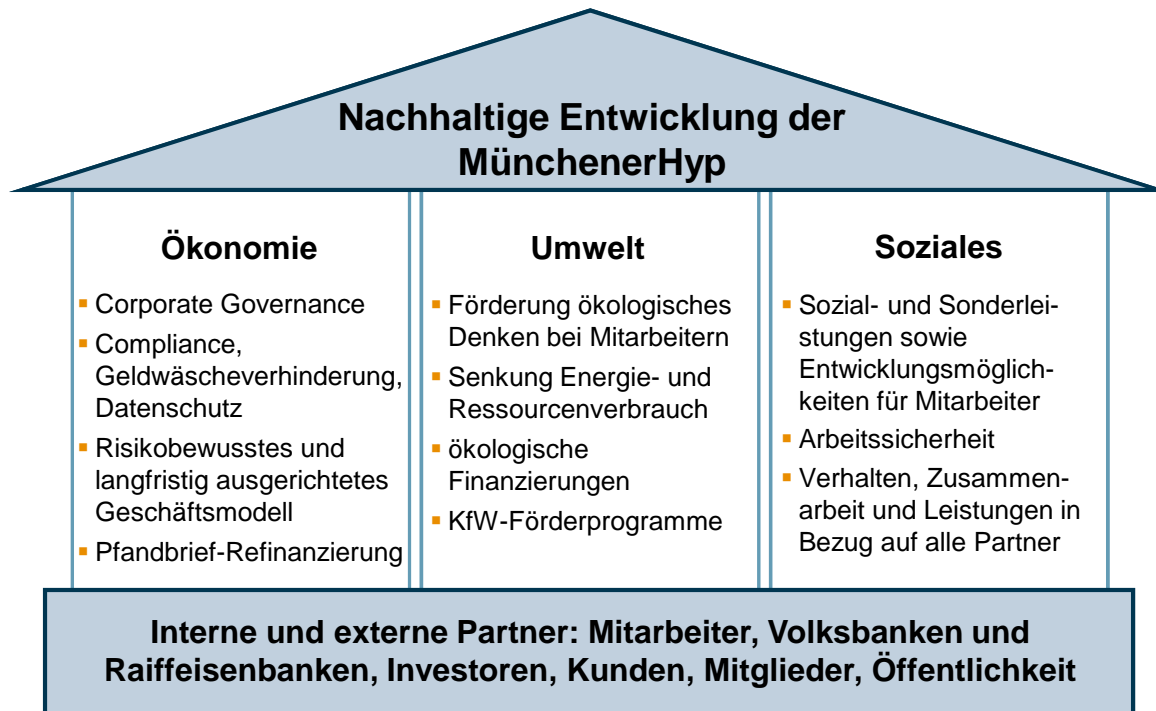 Nachhaltige Entwicklung der
MünchenerHyp
Ökonomie
Corporate Governance
Compliance,
Geldwäscheverhinderung,
Datenschutz
Risikobewusstes und
langfristig ausgerichtetes
Geschäftsmodell
Pfandbrief-Refinanzierung
Umwelt
Förderung ökologisches
Denken bei Mitarbeitern
Senkung Energie- und
Ressourcenverbrauch
ökologische
Finanzierungen
KfW-Förderprogramme
Soziales
Sozial- und Sonderlei-
stungen sowie
Entwicklungsmöglich-
keiten für Mitarbeiter
Arbeitssicherheit
Verhalten, Zusammen-
arbeit und Leistungen in
Bezug auf alle Partner
Interne und externe Partner: Mitarbeiter, Volksbanken und
Raiffeisenbanken, Investoren, Kunden, Mitglieder, Öffentlichkeit